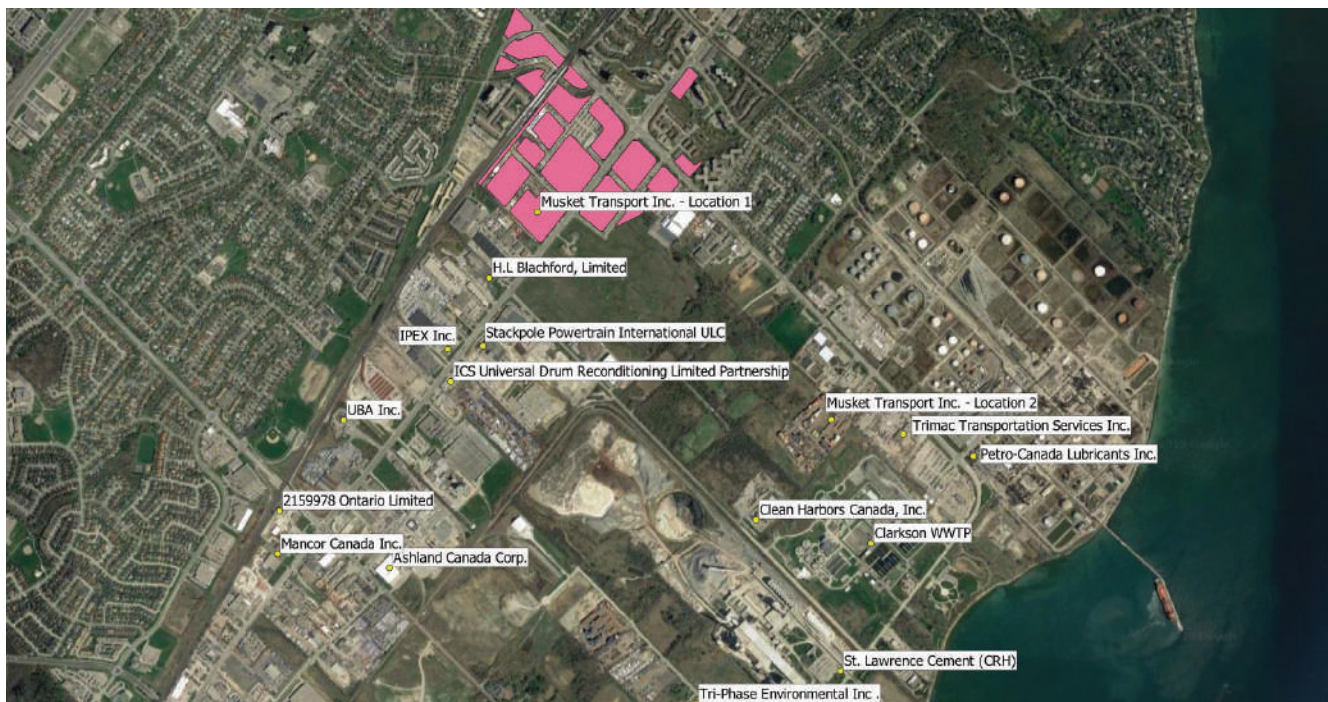 Musket Transport Inc. - Location 1
H.L Blachford, Limited
Stackpole Powertrain International ULC
IPEX Inc.
ICS Universal Drum Reconditioning Limited Partnership
UBA Inc.
Musket Transport Inc. - Location 2
Trimac Transportation Services Inc.
Petro-Canada Lubricants Inc.
2159978 Ontario Limited
Clean Harbors Canada, Inc.
Clarkson WWTP
Mancor Canada Inc.
Ashland Canada Corp.
St. Lawrence Cement (CRH)
Tri-Phase Environmental Inc .